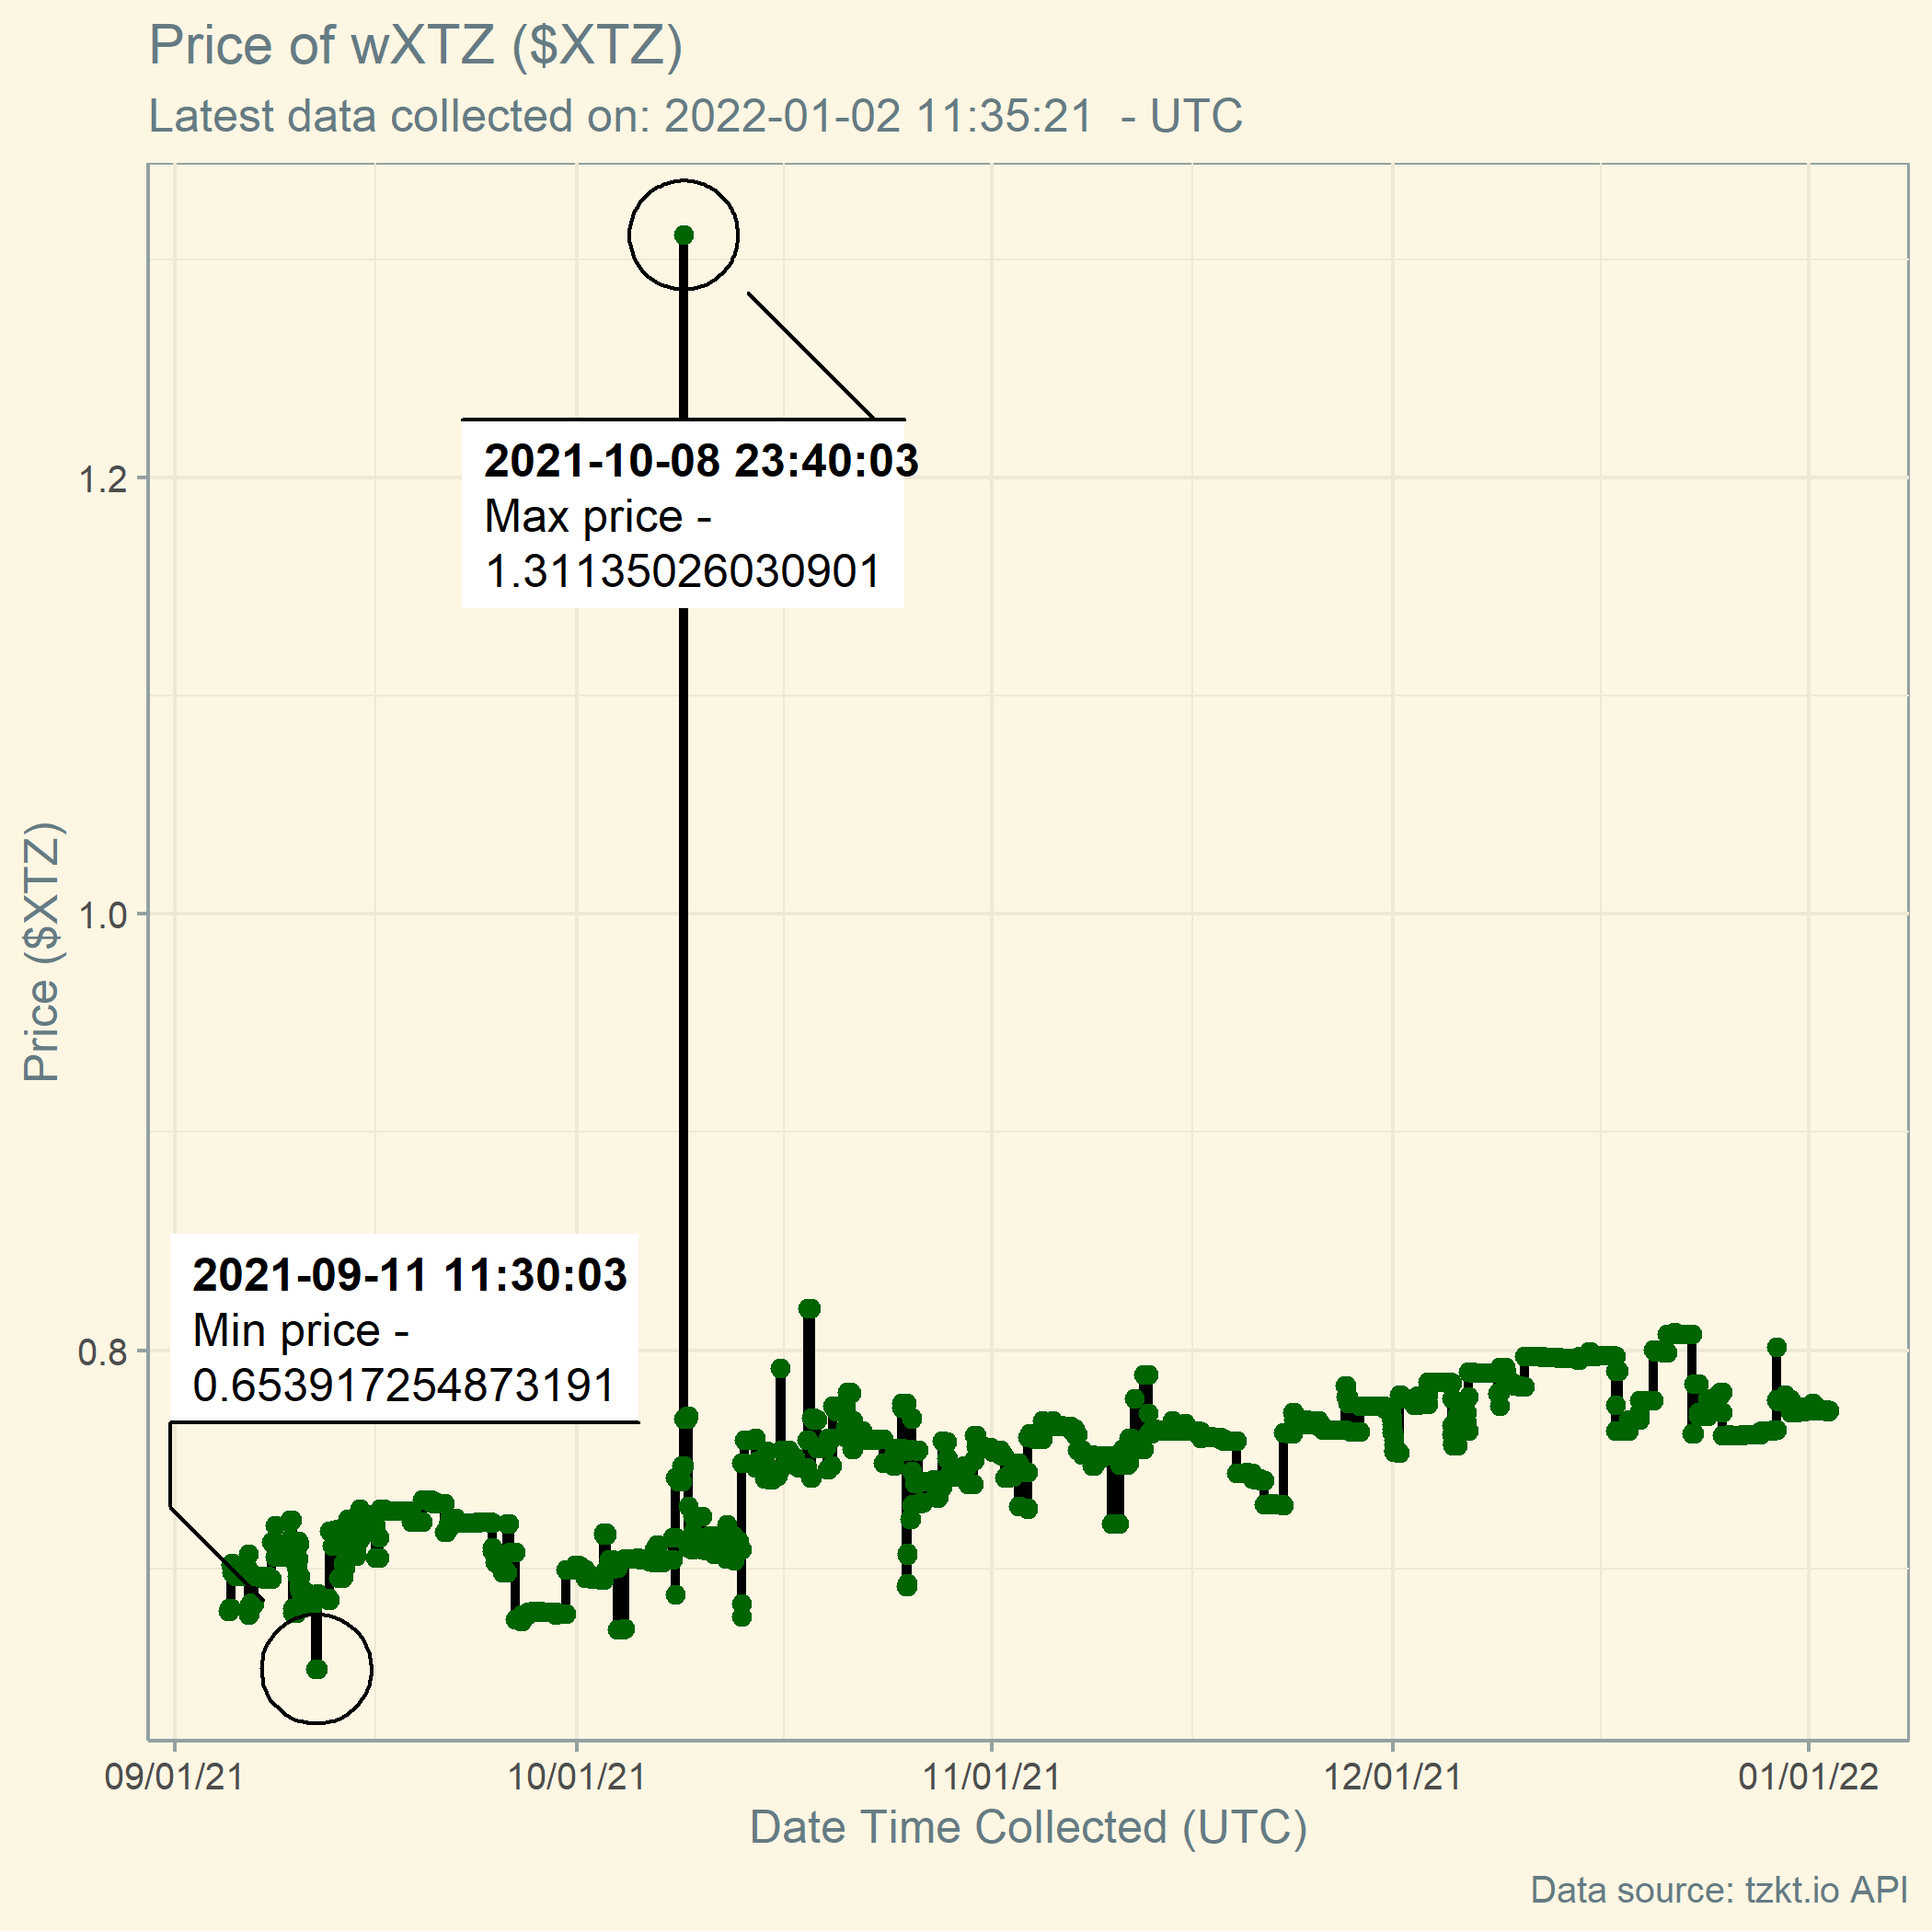 Price of wXTZ ($XTZ)
Latest data collected on: 2022-01-02 11:35:21  - UTC
2021-10-08 23:40:03
Max price -
1.31135026030901
1.2
1.0
Price ($XTZ)
2021-09-11 11:30:03
Min price -
0.653917254873191
0.8
09/01/21 10/01/21 11/01/21 12/01/21 01/01/22
Date Time Collected (UTC)
Data source: tzkt.io API